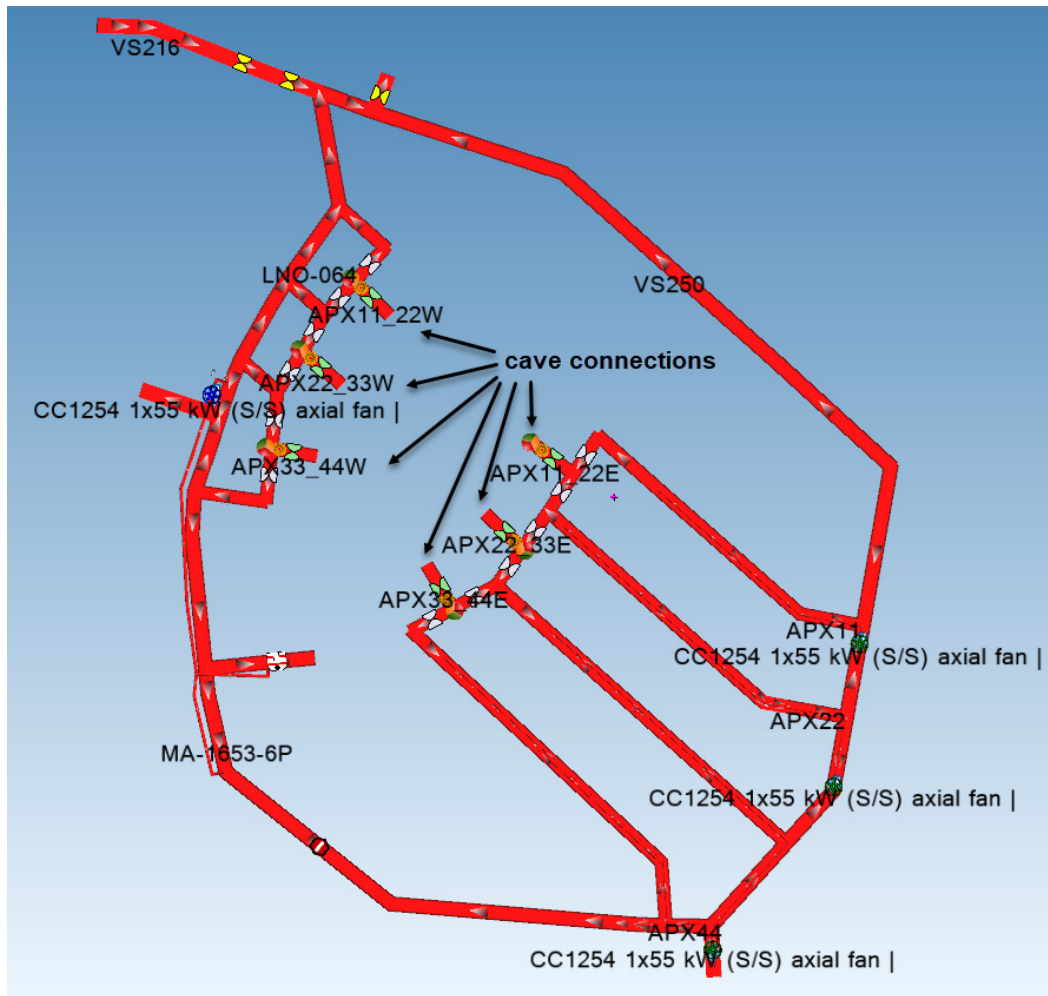 VS216
LNO-064
VS250
APX11_22W
cave connections
APX22_33W
CC1254 1x55 kW (S/S) axial fan |
APX33_44W
APX11_22E
APX22_33E
APX33_44E
APX11
CC1254 1x55 kW (S/S) axial fan |
APX22
MA-1653-6P
CC1254 1x55 kW (S/S) axial fan |
APX44
CC1254 1x55 kW (S/S) axial fan |